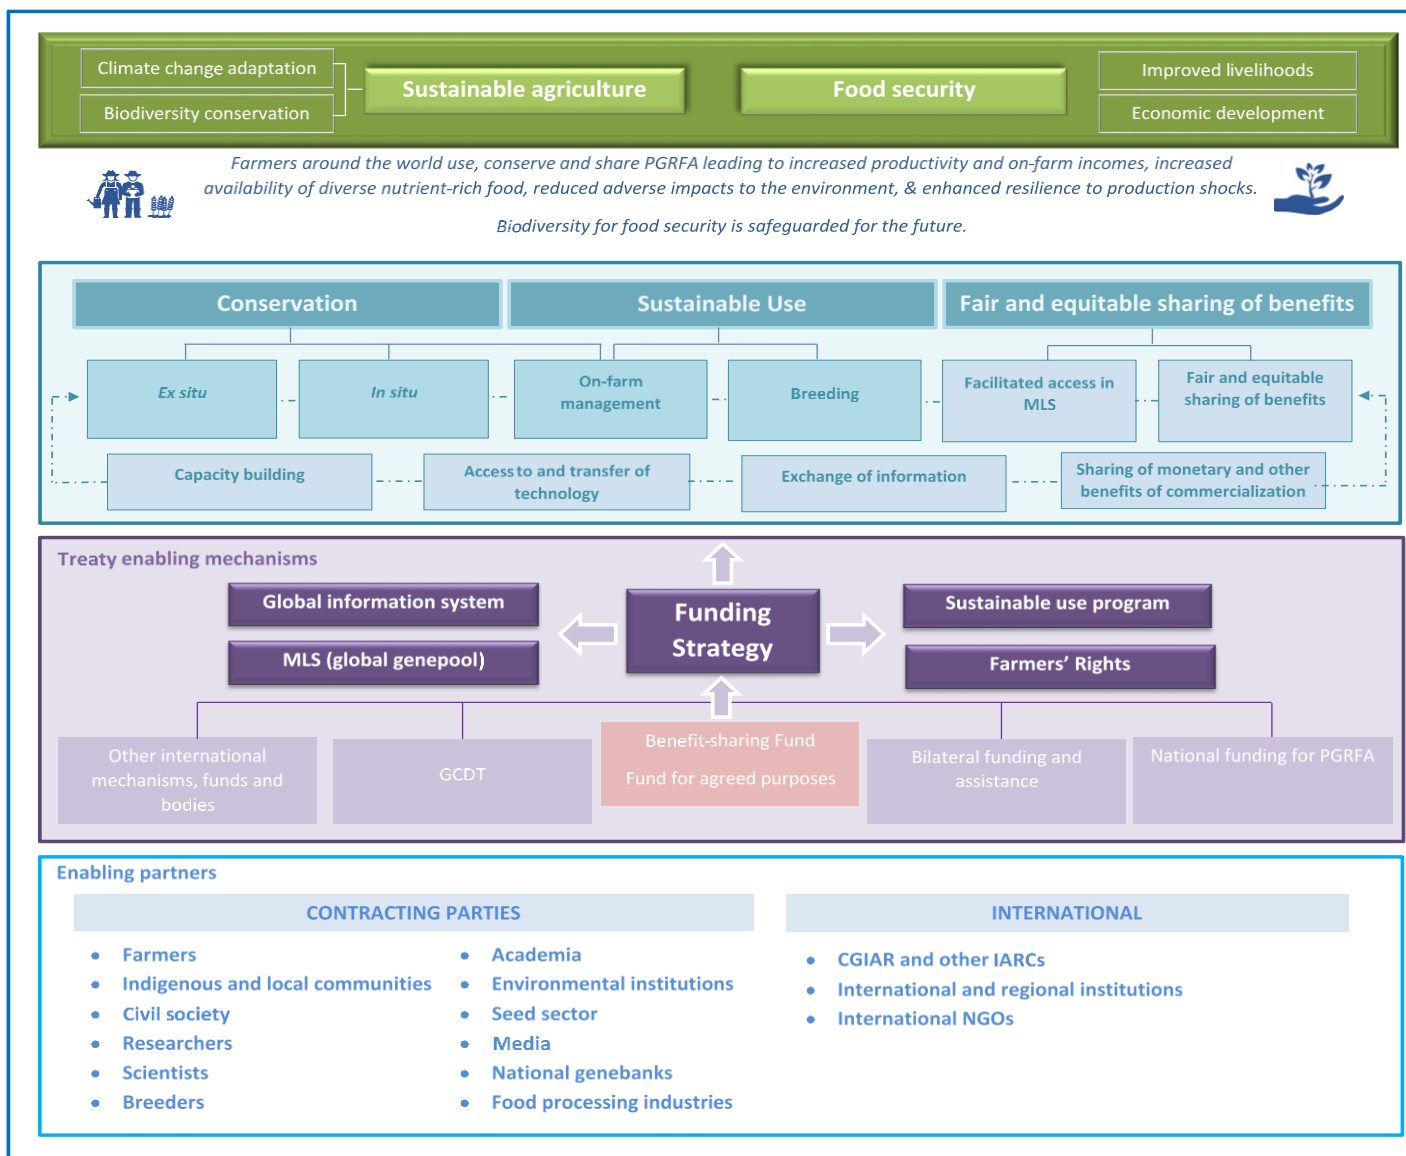 Climate change adaptation
Biodiversity conservation
Sustainable agriculture
Food security
Improved livelihoods
Economic development
Farmers around the world use, conserve and share PGRFA leading to increased productivity and on-farm incomes, increased
availability of diverse nutrient-rich food, reduced adverse impacts to the environment, & enhanced resilience to production shocks.
Biodiversity for food security is safeguarded for the future.
Conservation
Sustainable Use
Fair and equitable sharing of benefits
Ex situ
In situ
On-farm
management
Breeding
Facilitated access in
MLS
Fair and equitable
sharing of benefits
Capacity building
Access to and transfer of
technology
Exchange of information
Sharing of monetary and other
benefits of commercialization
Treaty enabling mechanisms
Global information system
MLS (global genepool)
Funding
Strategy
Sustainable use program
Farmers’ Rights
Other international
mechanisms, funds and
bodies
GCDT
Benefit-sharing Fund
Fund for agreed purposes
Bilateral funding and
assistance
National funding for PGRFA
Enabling partners
CONTRACTING PARTIES
• Farmers
• Indigenous and local communities
• Civil society
• Researchers
• Scientists
• Breeders
• Academia
• Environmental institutions
• Seed sector
• Media
• National genebanks
• Food processing industries
INTERNATIONAL
• CGIAR and other IARCs
• International and regional institutions
• International NGOs